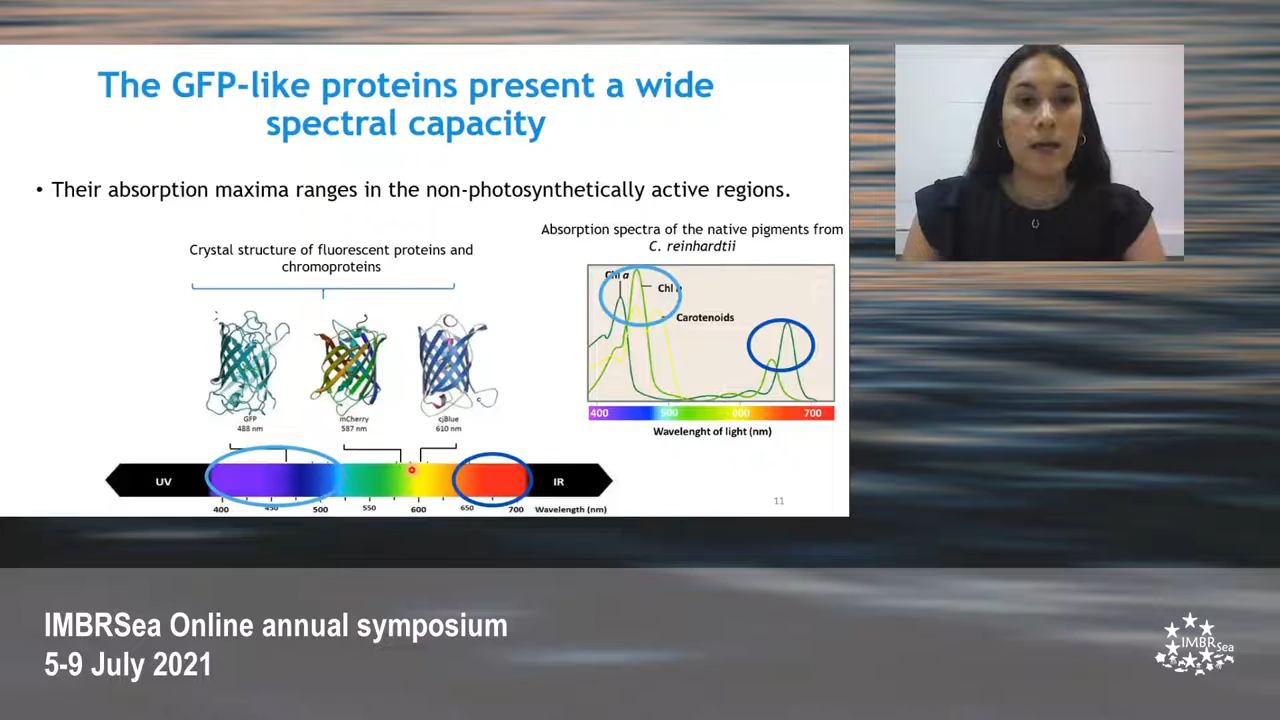 The GFP-like proteins present a wide
spectral capacity
• Their absorption maxima ranges in the non-photosynthetically active regions.
Crystal structure of fluorescent proteins and
chromoproteins
GFP
488 nm
mCherry
587 nm
cjBlue
610 nm
UV
IR
400 450 500 550 600 650 700 Wavelength (nm)
Absorption spectra of the native pigments from
C. reinhardtii
Chl a
Chl
Carotenoids
400 500 600 700
Wavelenght of light (nm)
11
IMBRSea Online annual symposium
5-9 July 2021
IMBRSea